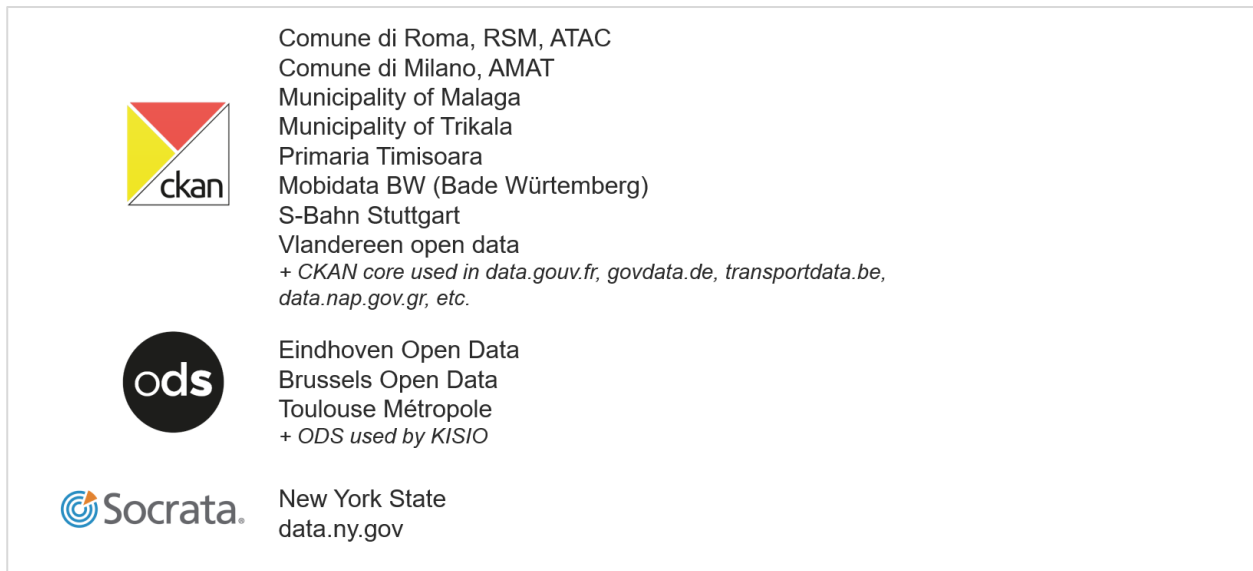 Comune di Roma, RSM, ATAC
Comune di Milano, AMAT
Municipality of Malaga
Municipality of Trikala
Primaria Timisoara
Mobidata BW (Bade Würtemberg)
S-Bahn Stuttgart
Vlandereen open data
+ CKAN core used in data.gouv.fr, govdata.de, transportdata.be,
data.nap.gov.gr, etc.
ckan
Eindhoven Open Data
Brussels Open Data
Toulouse Métropole
+ ODS used by KISIO
ods
Socrata.
New York State
data.ny.gov